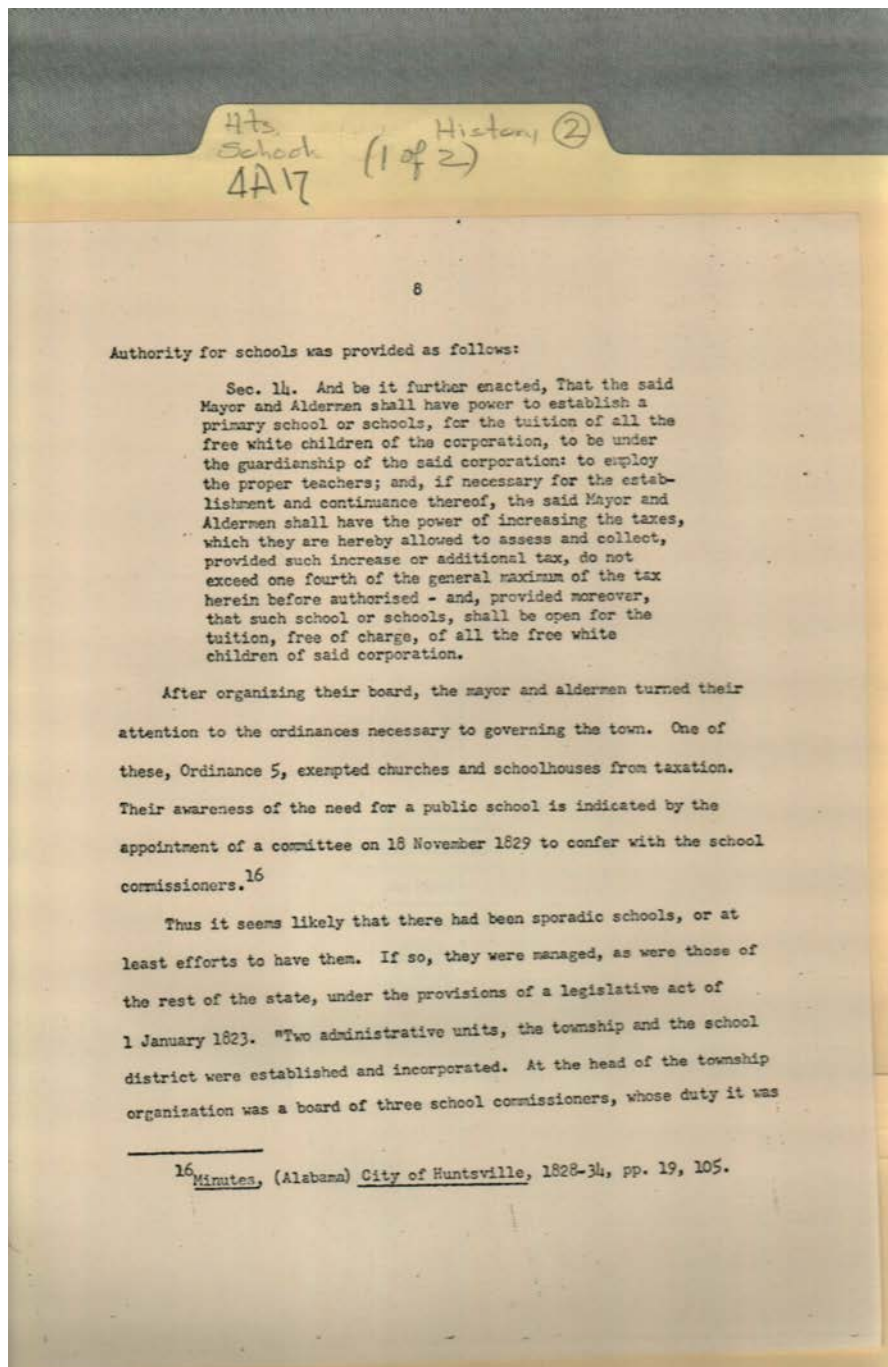 Hts. History ②
School (1 of 2)
4A17
8
Authority for schools was provided as follows:
Sec. 14. And be it further enacted, That the said
Mayor and Aldermen shall have power to establish a
primary school or schools, for the tuition of all the
free white children of the corporation, to be under
the guardianship of the said corporation: to employ
the proper teachers; and, if necessary for the estab-
lishment and continuance thereof, the said Mayor and
Aldermen shall have the power of increasing the taxes,
which they are hereby allowed to assess and collect,
provided such increase or additional tax, do not
exceed one fourth of the general maximum of the tax
herein before authorised - and, provided moreover,
that such school or schools, shall be open for the
tuition, free of charge, of all the free white
children of said corporation.
After organizing their board, the mayor and aldermen turned their
attention to the ordinances necessary to governing the town. One of
these, Ordinance 5, exempted churches and schoolhouses from taxation.
Their awareness of the need for a public school is indicated by the
appointment of a committee on 18 November 1829 to confer with the school
commissioners.16
Thus it seems likely that there had been sporadic schools, or at
least efforts to have them. If so, they were managed, as were those of
the rest of the state, under the provisions of a legislative act of
1 January 1823. "Two administrative units, the township and the school
district were established and incorporated. At the head of the township
organization was a board of three school commissioners, whose duty it was
16Minutes, (Alabama) City of Huntsville, 1828-34, pp. 19, 105.